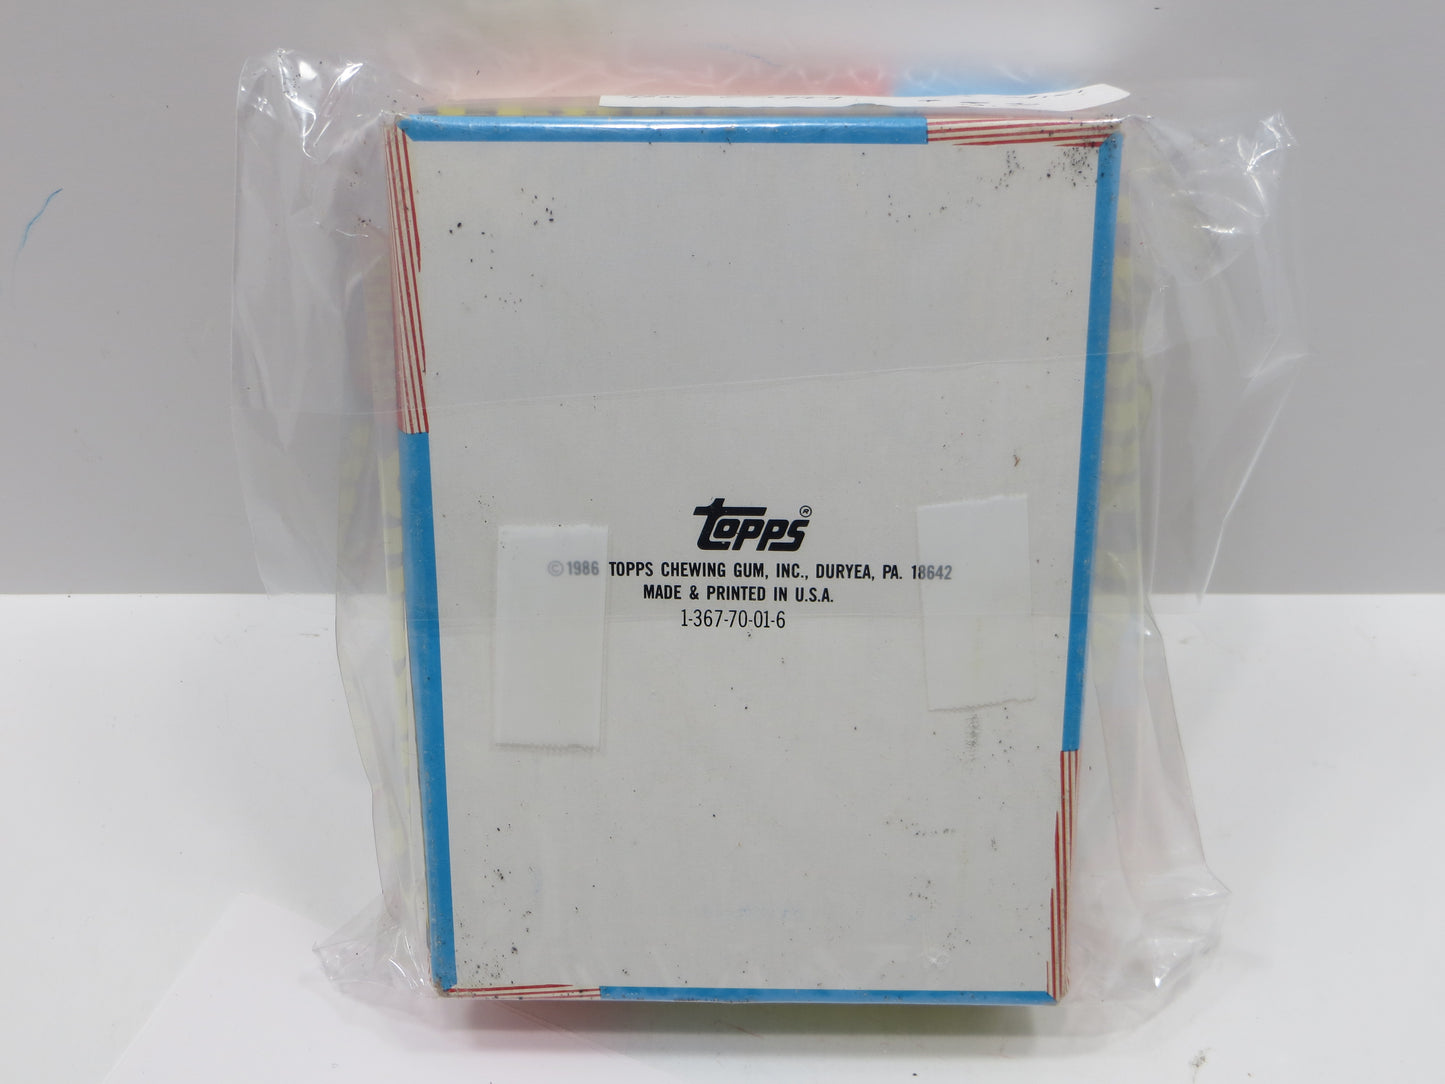 topps®
© 1986 TOPPS CHEWING GUM, INC., DURYEA, PA. 18642
MADE & PRINTED IN U.S.A.
1-367-70-01-6